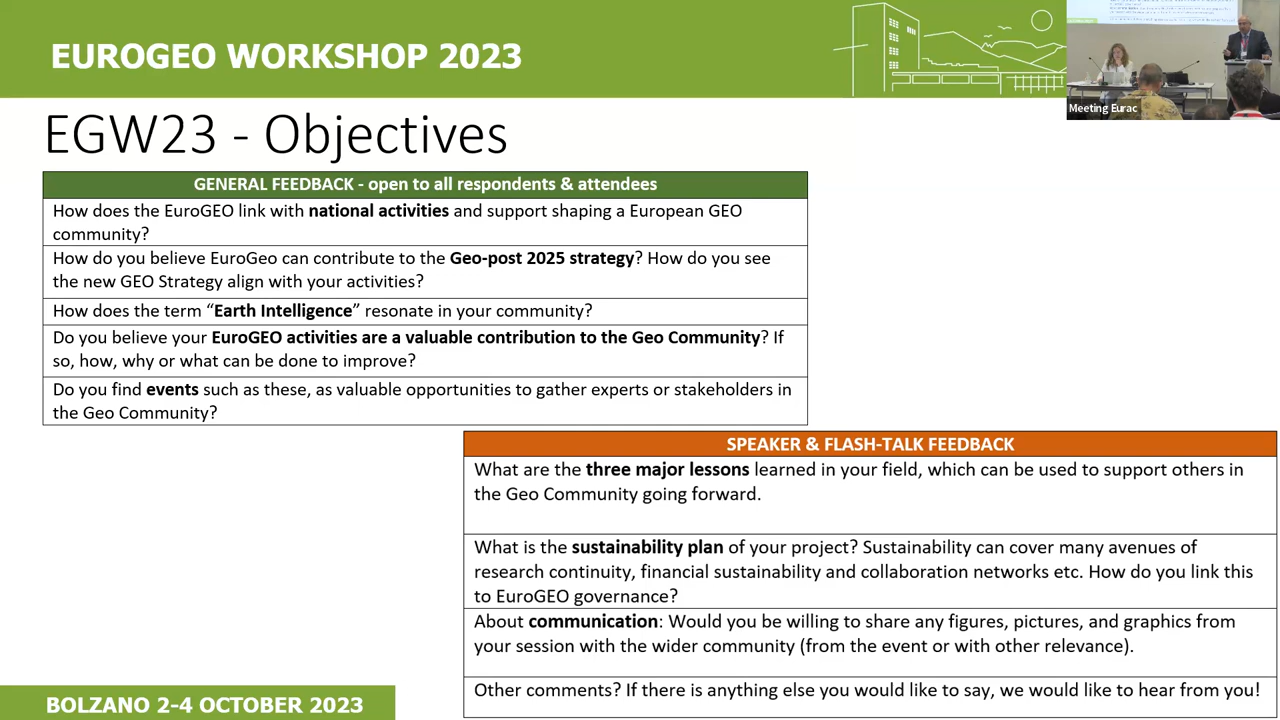 EUROGEO WORKSHOP 2023
Meeting Eurac
EGW23 - Objectives
GENERAL FEEDBACK - open to all respondents & attendees
How does the EuroGEO link with national activities and support shaping a European GEO
community?
How do you believe EuroGeo can contribute to the Geo-post 2025 strategy? How do you see
the new GEO Strategy align with your activities?
How does the term “Earth Intelligence” resonate in your community?
Do you believe your EuroGEO activities are a valuable contribution to the Geo Community? If
so, how, why or what can be done to improve?
Do you find events such as these, as valuable opportunities to gather experts or stakeholders in
the Geo Community?
SPEAKER & FLASH-TALK FEEDBACK
What are the three major lessons learned in your field, which can be used to support others in
the Geo Community going forward.
What is the sustainability plan of your project? Sustainability can cover many avenues of
research continuity, financial sustainability and collaboration networks etc. How do you link this
to EuroGEO governance?
About communication: Would you be willing to share any figures, pictures, and graphics from
your session with the wider community (from the event or with other relevance).
Other comments? If there is anything else you would like to say, we would like to hear from you!
BOLZANO 2-4 OCTOBER 2023